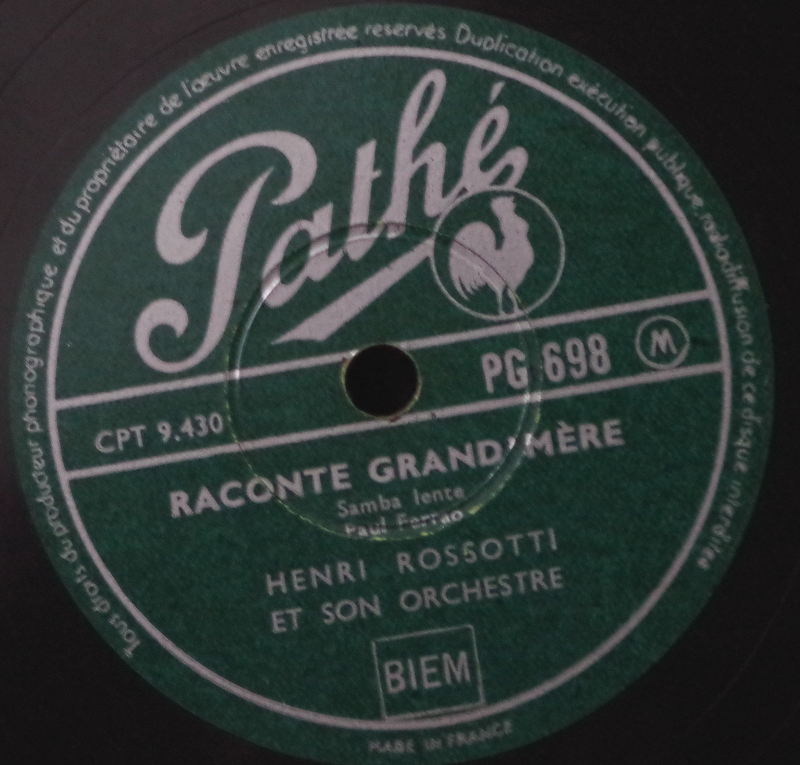 Tous droits du producteur phonographique et du propriétaire de l'œuvre enregistrée reservés Duplication exécution publique radiodiffusion de ce disque interdites
Pathé
PG 698 M
CPT 9.430
RACONTE GRAND'MÈRE
Samba lente
Paul Ferrao
HENRI ROSSOTTI
ET SON ORCHESTRE
BIEM
MADE IN FRANCE